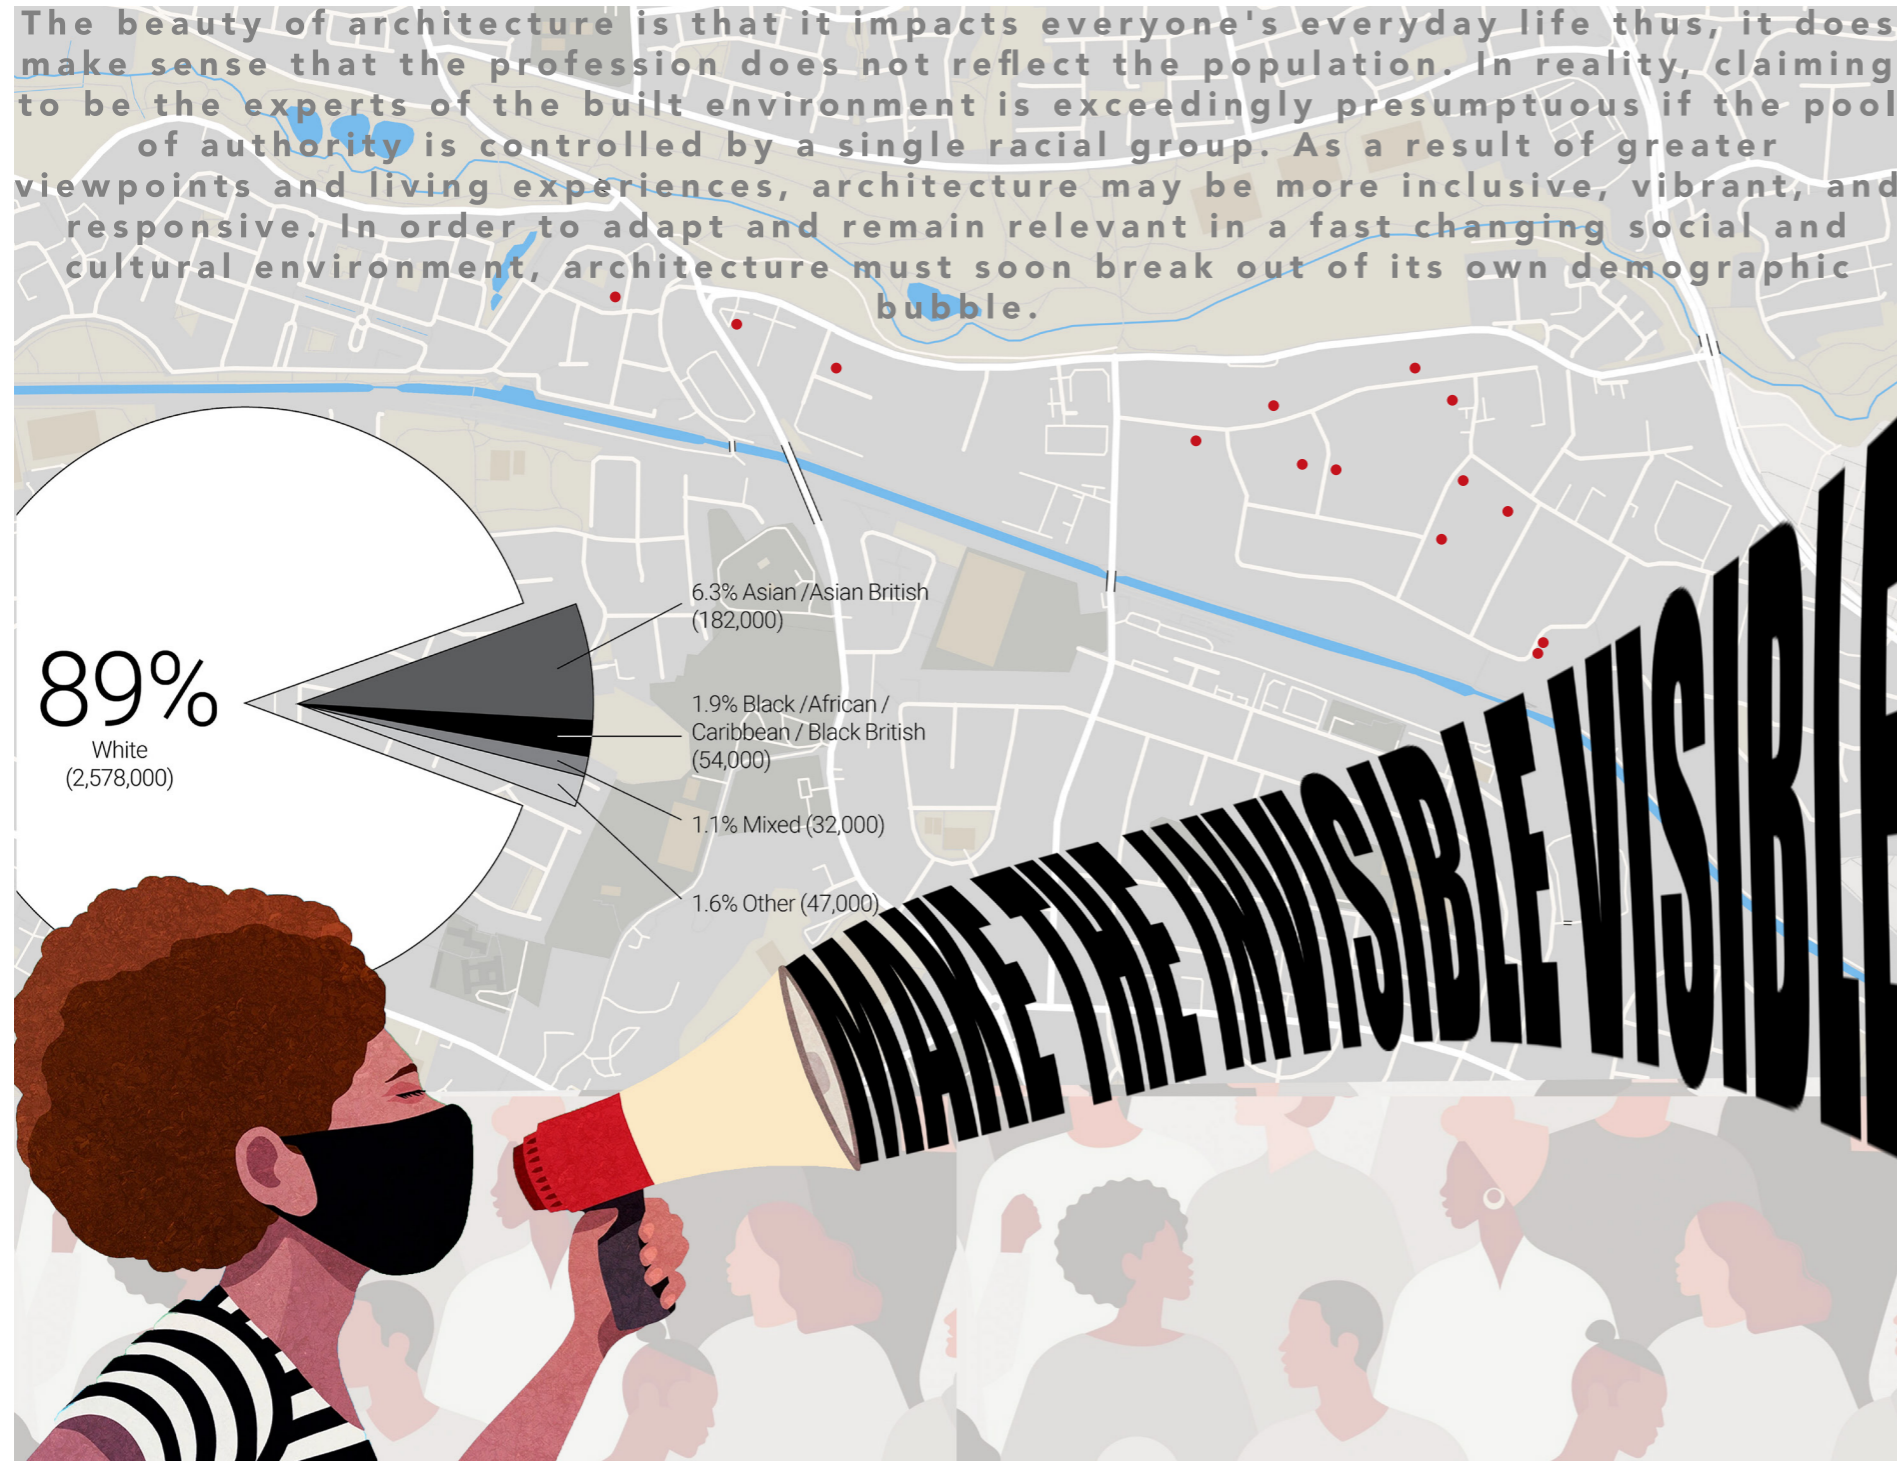 The beauty of architecture is that it impacts everyone's everyday life thus, it does
make sense that the profession does not reflect the population. In reality, claiming
to be the experts of the built environment is exceedingly presumptuous if the pool
of authority is controlled by a single racial group. As a result of greater
viewpoints and living experiences, architecture may be more inclusive, vibrant, and
responsive. In order to adapt and remain relevant in a fast changing social and
cultural environment, architecture must soon break out of its own demographic
bubble.
89%
White
(2,578,000)
6.3% Asian /Asian British
(182,000)
1.9% Black /African /
Caribbean / Black British
(54,000)
1.1% Mixed (32,000)
1.6% Other (47,000)
MAKE THE INVISIBLE VISIBLE